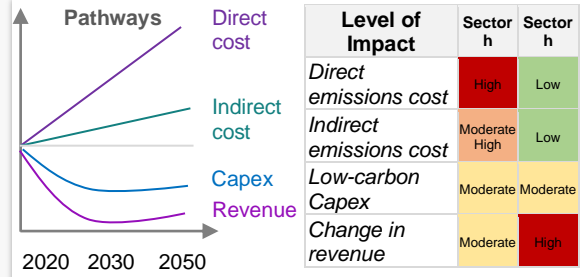 Pathways
Direct
cost
Indirect
cost
Capex
Revenue
2020 2030 2050
Level of
Impact
Sector
h
Sector
h
Direct
emissions cost
High
Low
Indirect
emissions cost
Moderate
High
Low
Low-carbon
Capex
Moderate
Moderate
Change in
revenue
Moderate
High